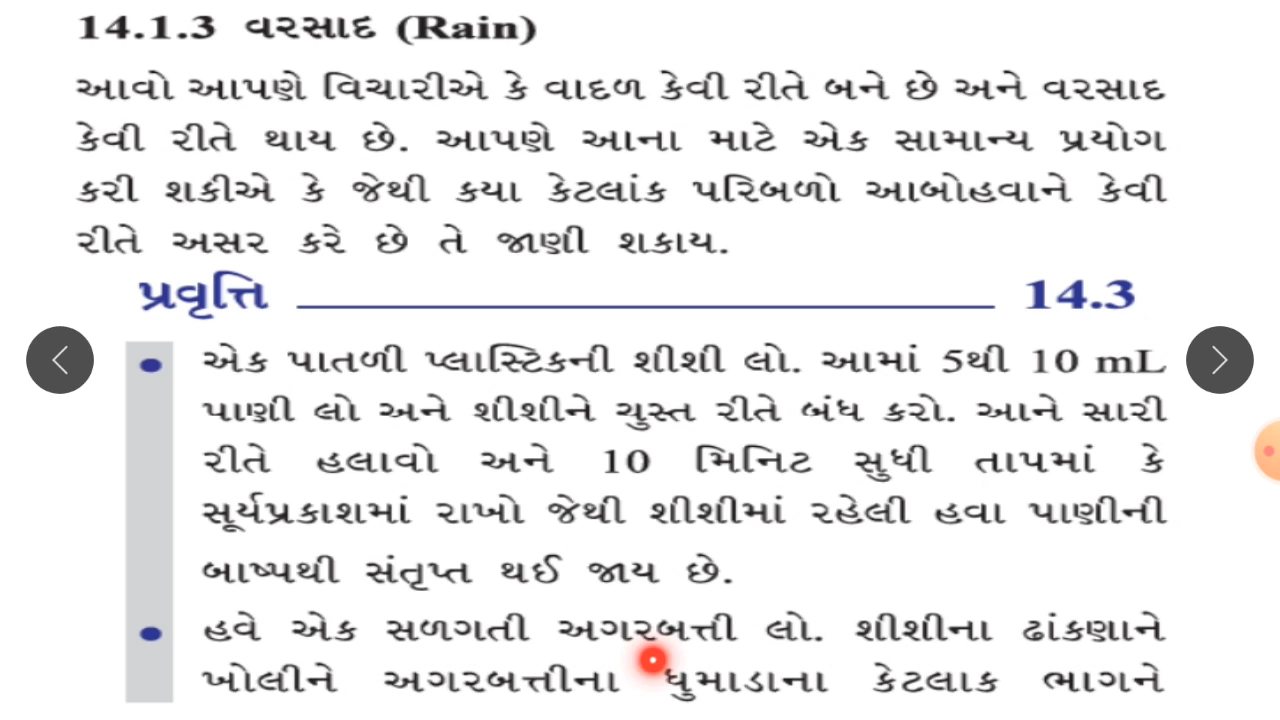 14.1.3 વરસાદ (Rain)
આવો આપણે વિચારીએ કે વાદળ કેવી રીતે બને છે અને વરસાદ
કેવી રીતે થાય છે. આપણે આના માટે એક સામાન્ય પ્રયોગ
કરી શકીએ કે જેથી કયા કેટલાંક પરિબળો આબોહવાને કેવી
રીતે અસર કરે છે તે જાણી શકાય.
પ્રવૃત્તિ 14.3
• એક પાતળી પ્લાસ્ટિકની શીશી લો. આમાં 5થી 10 mL
પાણી લો અને શીશીને ચુસ્ત રીતે બંધ કરો. આને સારી
રીતે હલાવો અને 10 મિનિટ સુધી તાપમાં કે
સૂર્યપ્રકાશમાં રાખો જેથી શીશીમાં રહેલી હવા પાણીની
બાષ્પથી સંતૃપ્ત થઈ જાય છે.
• હવે એક સળગતી અગરબત્તી લો. શીશીના ઢાંકણાને
ખોલીને અગરબત્તીના ધુમાડાના કેટલાક ભાગને